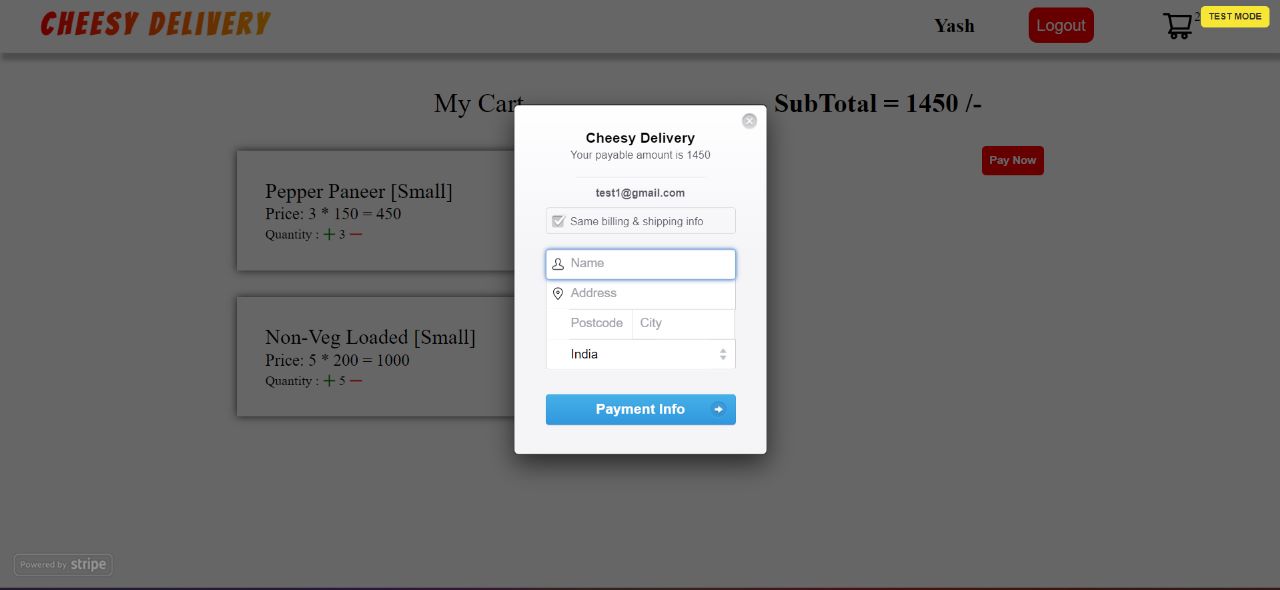 CHEESY DELIVERY
Yash
Logout
2
TEST MODE
My Cart
SubTotal = 1450 /-
Pay Now
Pepper Paneer [Small]
Price: 3 * 150 = 450
Quantity : + 3 −
Non-Veg Loaded [Small]
Price: 5 * 200 = 1000
Quantity : + 5 −
Cheesy Delivery
Your payable amount is 1450
test1@gmail.com
Same billing & shipping info
Name
Address
Postcode City
India
Payment Info
Powered by stripe